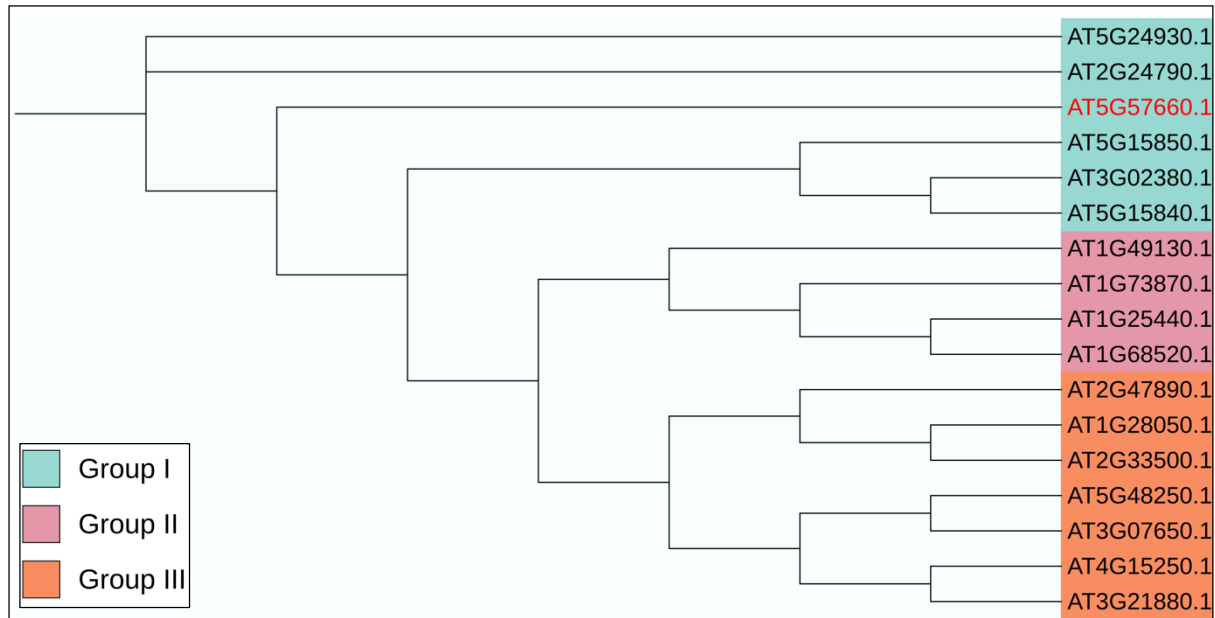 AT5G24930.1
AT2G24790.1
AT5G57660.1
AT5G15850.1
AT3G02380.1
AT5G15840.1
AT1G49130.1
AT1G73870.1
AT1G25440.1
AT1G68520.1
AT2G47890.1
AT1G28050.1
AT2G33500.1
AT5G48250.1
AT3G07650.1
AT4G15250.1
AT3G21880.1
Group I
Group II
Group III